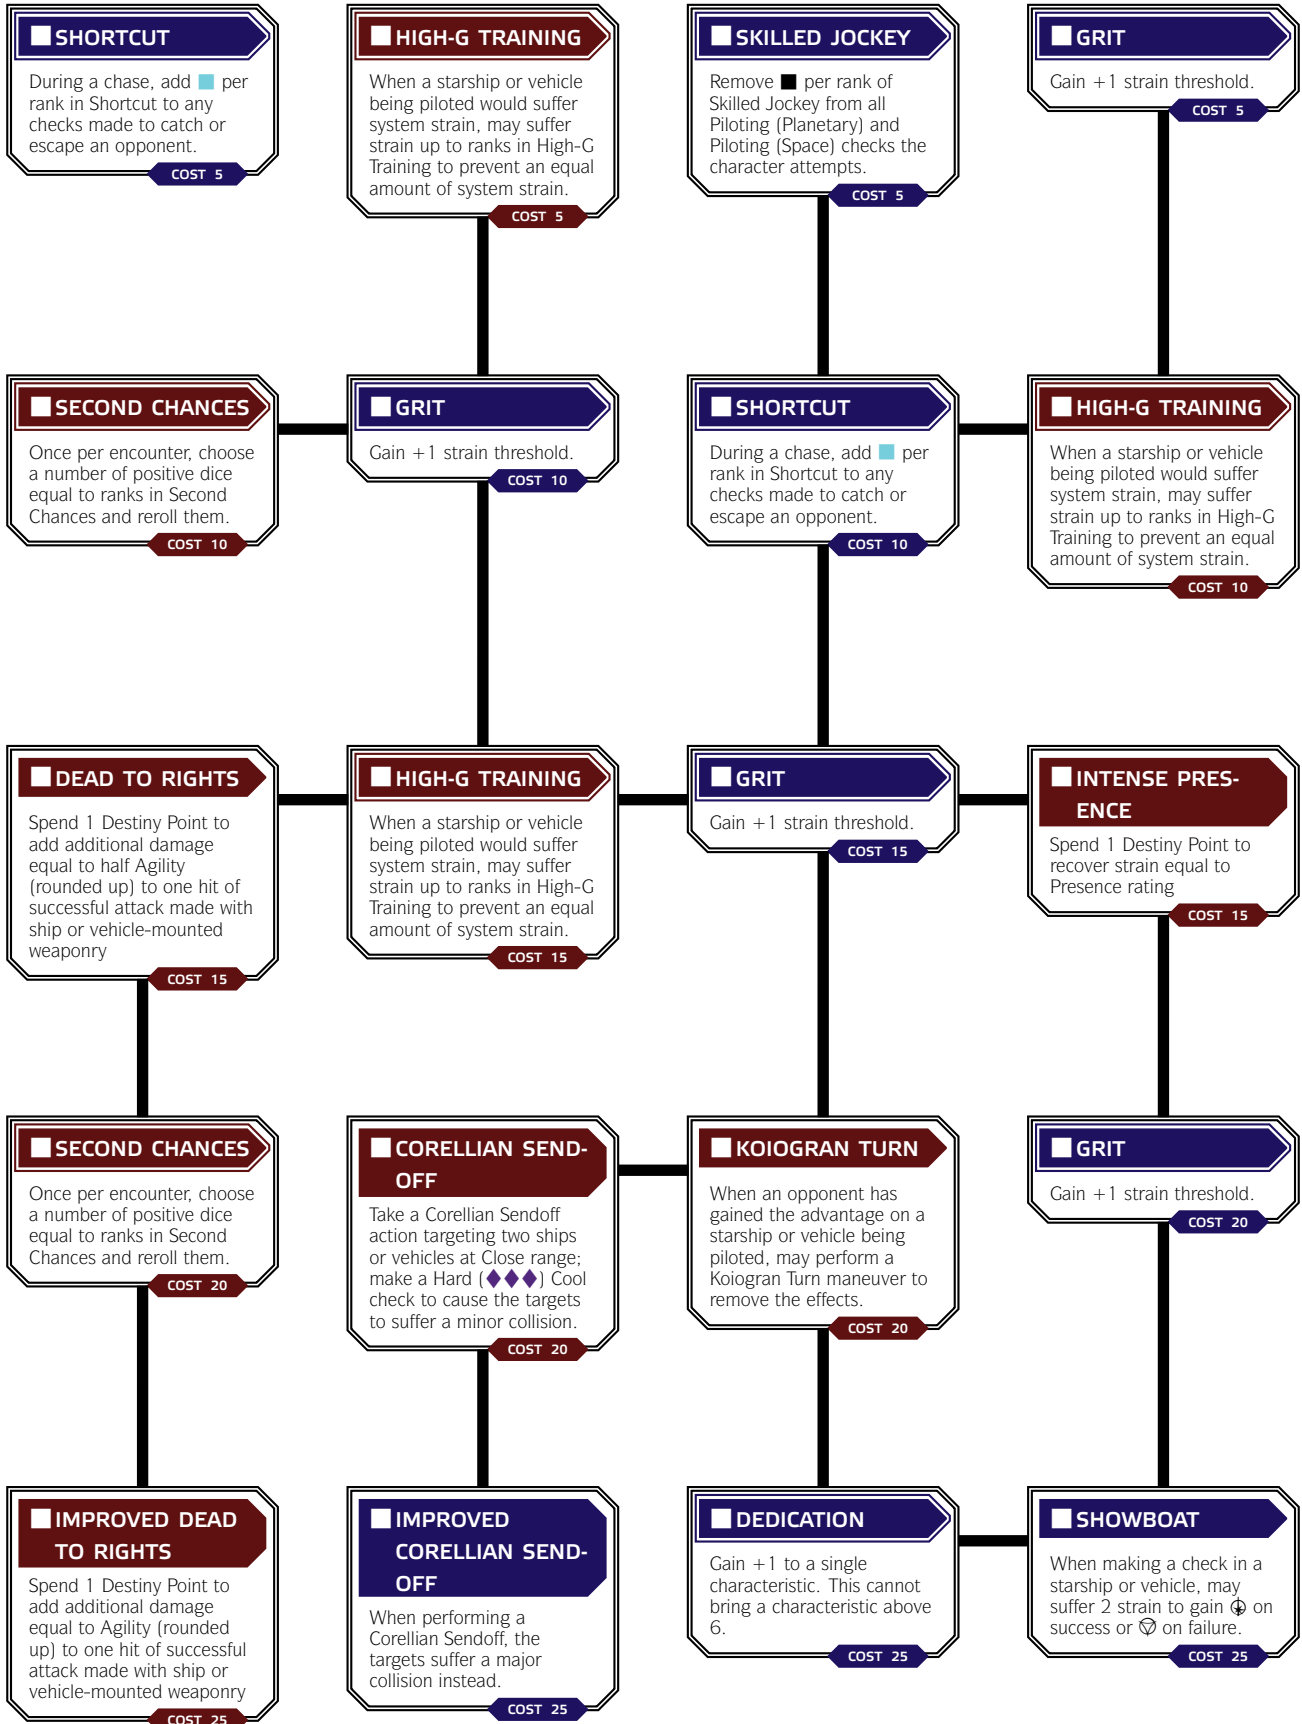 SHORTCUT
During a chase, add per
rank in Shortcut to any
checks made to catch or
escape an opponent.
COST 5
HIGH-G TRAINING
When a starship or vehicle
being piloted would suffer
system strain, may suffer
strain up to ranks in High-G
Training to prevent an equal
amount of system strain.
COST 5
SKILLED JOCKEY
Remove per rank of
Skilled Jockey from all
Piloting (Planetary) and
Piloting (Space) checks the
character attempts.
COST 5
GRIT
Gain +1 strain threshold.
COST 5
SECOND CHANCES
Once per encounter, choose
a number of positive dice
equal to ranks in Second
Chances and reroll them.
COST 10
GRIT
Gain +1 strain threshold.
COST 10
SHORTCUT
During a chase, add per
rank in Shortcut to any
checks made to catch or
escape an opponent.
COST 10
HIGH-G TRAINING
When a starship or vehicle
being piloted would suffer
system strain, may suffer
strain up to ranks in High-G
Training to prevent an equal
amount of system strain.
COST 10
DEAD TO RIGHTS
Spend 1 Destiny Point to
add additional damage
equal to half Agility
(rounded up) to one hit of
successful attack made with
ship or vehicle-mounted
weaponry
COST 15
HIGH-G TRAINING
When a starship or vehicle
being piloted would suffer
system strain, may suffer
strain up to ranks in High-G
Training to prevent an equal
amount of system strain.
COST 15
GRIT
Gain +1 strain threshold.
COST 15
INTENSE PRES-
ENCE
Spend 1 Destiny Point to
recover strain equal to
Presence rating
COST 15
SECOND CHANCES
Once per encounter, choose
a number of positive dice
equal to ranks in Second
Chances and reroll them.
COST 20
CORELLIAN SEND-
OFF
Take a Corellian Sendoff
action targeting two ships
or vehicles at Close range;
make a Hard (◆◆◆) Cool
check to cause the targets
to suffer a minor collision.
COST 20
KOIOGRAN TURN
When an opponent has
gained the advantage on a
starship or vehicle being
piloted, may perform a
Koiogran Turn maneuver to
remove the effects.
COST 20
GRIT
Gain +1 strain threshold.
COST 20
IMPROVED DEAD
TO RIGHTS
Spend 1 Destiny Point to
add additional damage
equal to Agility (rounded
up) to one hit of successful
attack made with ship or
vehicle-mounted weaponry
COST 25
IMPROVED
CORELLIAN SEND-
OFF
When performing a
Corellian Sendoff, the
targets suffer a major
collision instead.
COST 25
DEDICATION
Gain +1 to a single
characteristic. This cannot
bring a characteristic above
6.
COST 25
SHOWBOAT
When making a check in a
starship or vehicle, may
suffer 2 strain to gain on
success or on failure.
COST 25